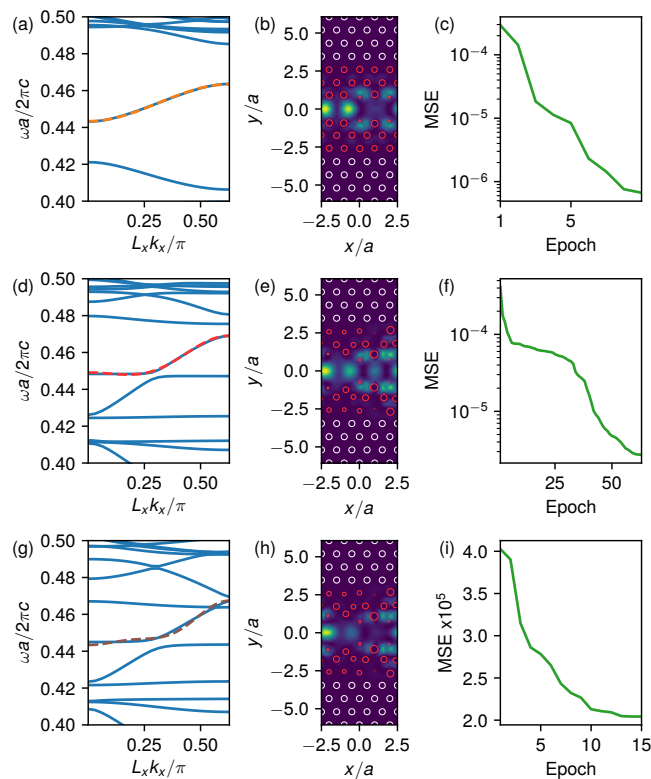 (a)
0.50
0.48
0.46
0.44
0.42
0.40
ωa/2πc
0.25
0.50
Lₓkₓ/π
(b)
5.0
2.5
0.0
−2.5
−5.0
y/a
−2.5
0.0
2.5
x/a
(c)
10⁻⁴
10⁻⁵
10⁻⁶
MSE
1
5
Epoch
(d)
0.50
0.48
0.46
0.44
0.42
0.40
ωa/2πc
0.25
0.50
Lₓkₓ/π
(e)
5.0
2.5
0.0
−2.5
−5.0
y/a
−2.5
0.0
2.5
x/a
(f)
10⁻⁴
10⁻⁵
MSE
25
50
Epoch
(g)
0.50
0.48
0.46
0.44
0.42
0.40
ωa/2πc
0.25
0.50
Lₓkₓ/π
(h)
5.0
2.5
0.0
−2.5
−5.0
y/a
−2.5
0.0
2.5
x/a
(i)
4.0
3.5
3.0
2.5
2.0
MSE x10⁵
5
10
15
Epoch